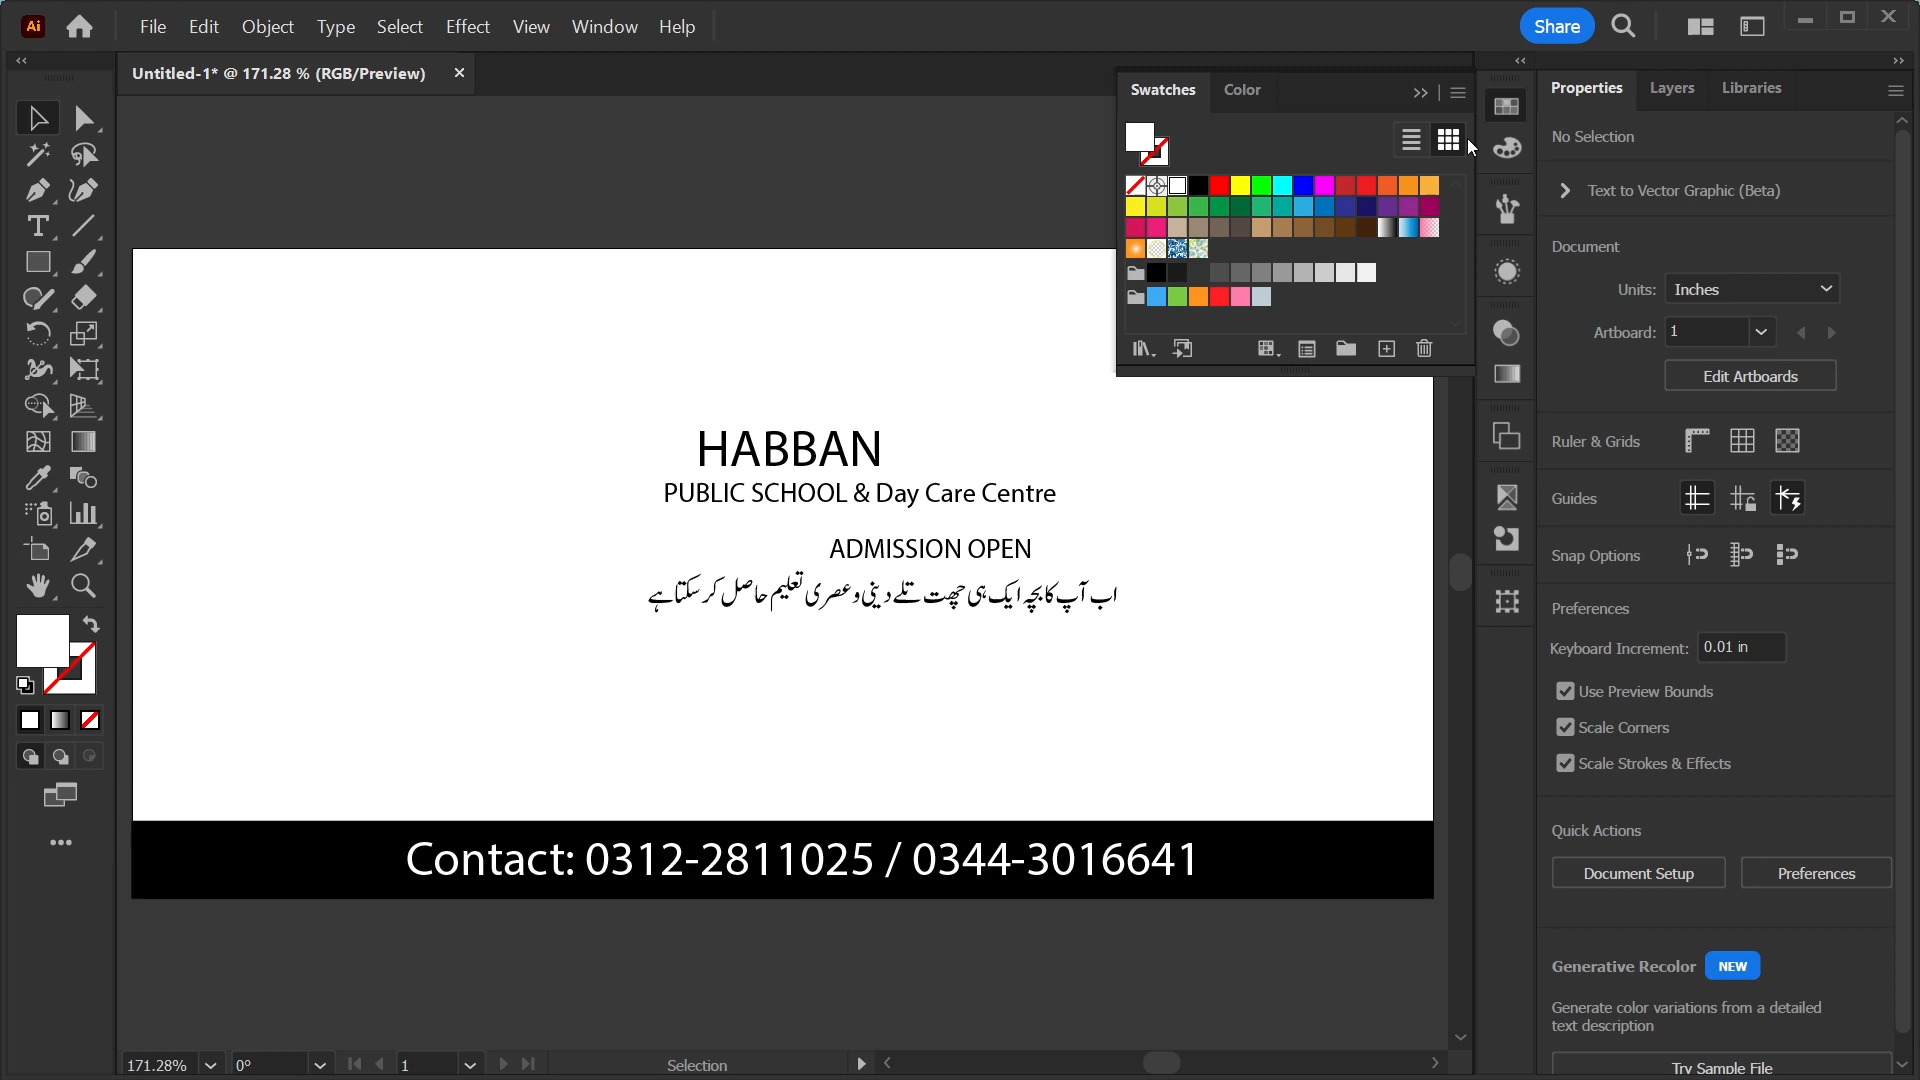 Ai
File Edit Object Type Select Effect View Window Help
Share
Untitled-1* @ 171.28 % (RGB/Preview)
Swatches Color
Properties Layers Libraries
No Selection
Text to Vector Graphic (Beta)
Document
Units: Inches
Artboard: 1
Edit Artboards
Ruler & Grids
Guides
Snap Options
Preferences
Keyboard Increment: 0.01 in
Use Preview Bounds
Scale Corners
Scale Strokes & Effects
Quick Actions
Document Setup Preferences
Generative Recolor NEW
Generate color variations from a detailed
text description
Try Sample File
HABBAN
PUBLIC SCHOOL & Day Care Centre
ADMISSION OPEN
اب آپ کا بچہ ایک ہی چھت تلے دینی و عصری تعلیم حاصل کر سکتا ہے
Contact: 0312-2811025 / 0344-3016641
171.28% 0° 1 Selection